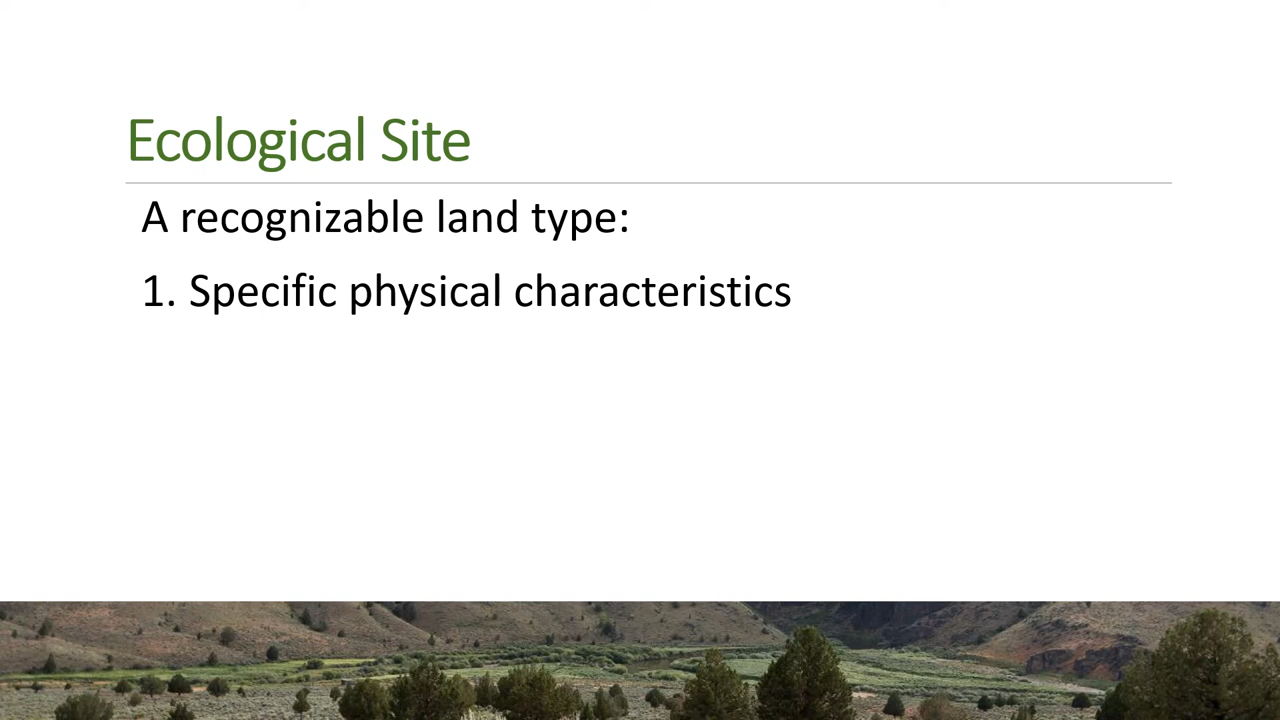 Ecological Site
A recognizable land type:
1. Specific physical characteristics